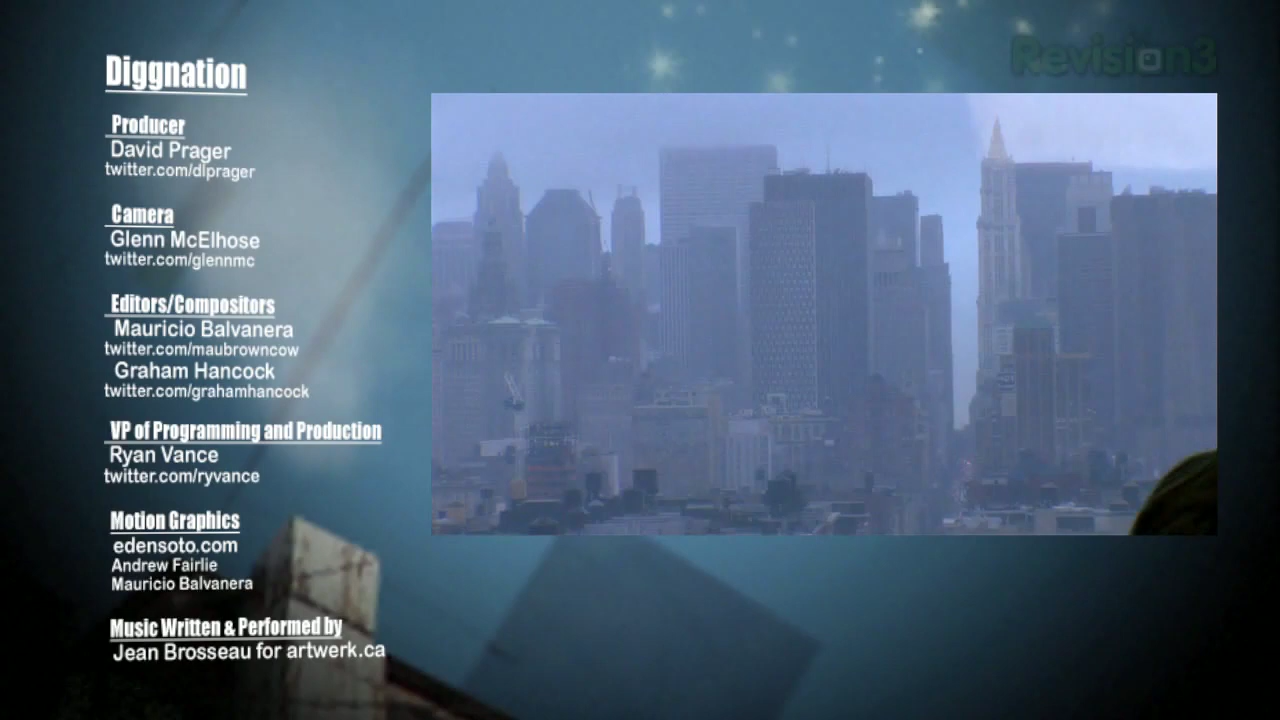 Diggnation
Revision3
Producer
David Prager
twitter.com/dlprager
Camera
Glenn McElhose
twitter.com/glennmc
Editors/Compositors
Mauricio Balvanera
twitter.com/maubrowncow
Graham Hancock
twitter.com/grahamhancock
VP of Programming and Production
Ryan Vance
twitter.com/ryvance
Motion Graphics
edensoto.com
Andrew Fairlie
Mauricio Balvanera
Music Written & Performed by
Jean Brosseau for artwerk.ca